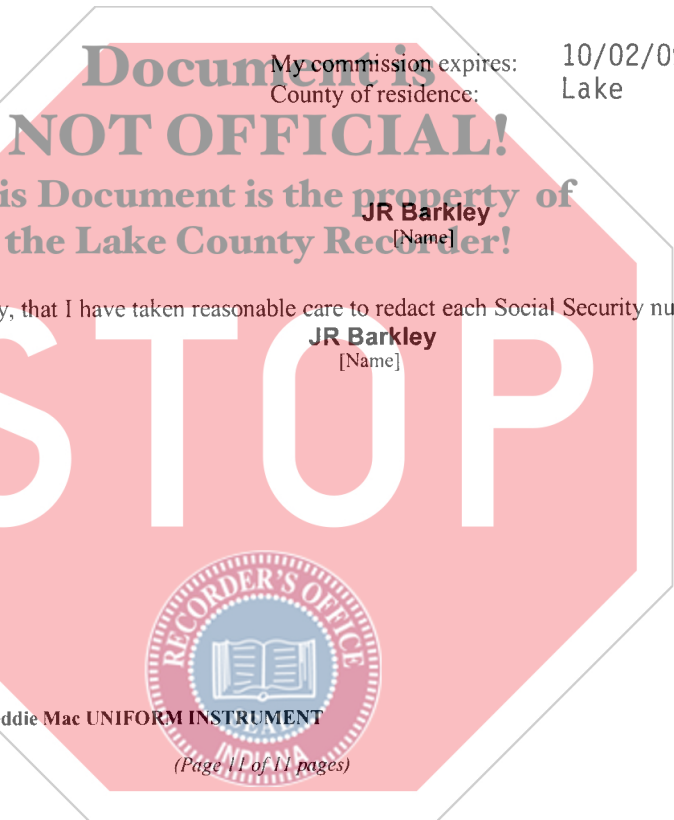 Document is
My commission expires: 10/02/0
County of residence: Lake
NOT OFFICIAL!
is Document is the property of
JR Barkley
the Lake County Recorder!
[Name]
y, that I have taken reasonable care to redact each Social Security nu
JR Barkley
[Name]
STOP
RECORDER'S OFFICE
SEAL
INDIANA
ddie Mac UNIFORM INSTRUMENT
(Page 11 of 11 pages)